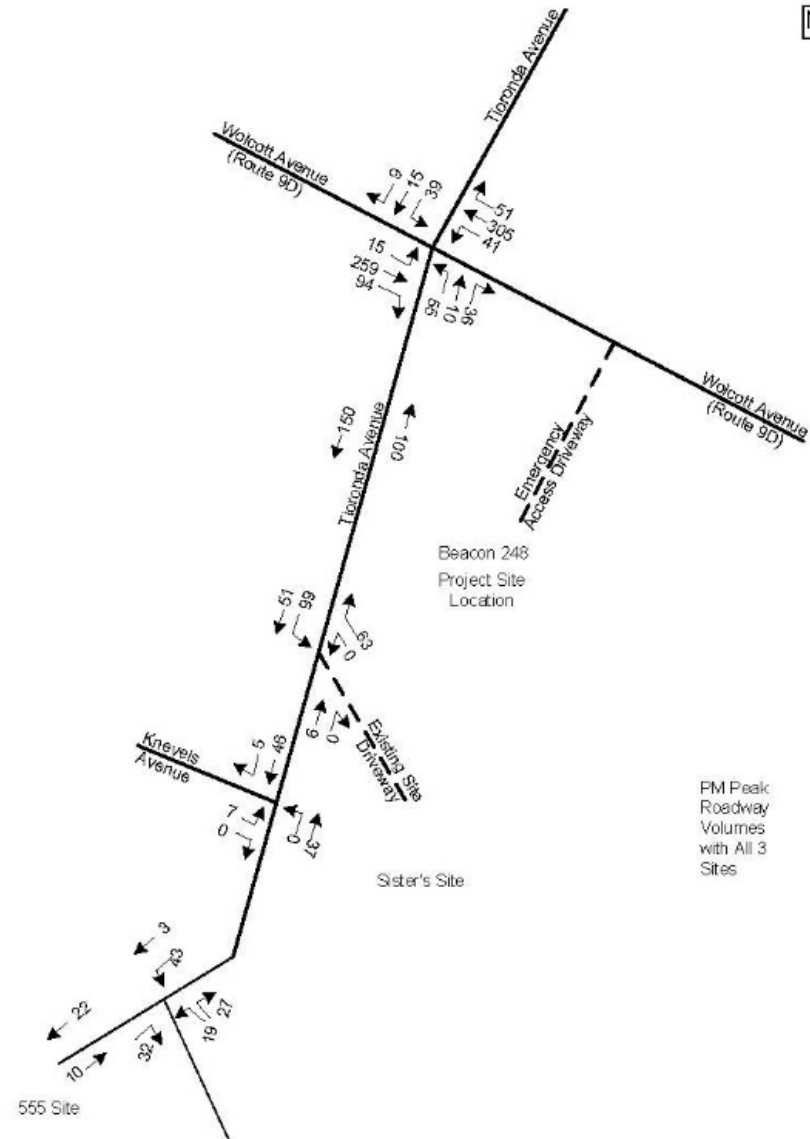 N
Tioronda Avenue
Wolcott Avenue
(Route 9D)
9
15
39
51
305
41
15
259
94
55
10
36
Wolcott Avenue
(Route 9D)
150
Tioronda Avenue
100
Emergency
Access Driveway
Beacon 248
Project Site
Location
51
99
63
0
9
0
Existing Site
Driveway
Knevels
Avenue
5
46
7
0
0
37
PM Peak
Roadway
Volumes
with All 3
Sites
Sister's Site
3
43
22
10
32
19
27
555 Site